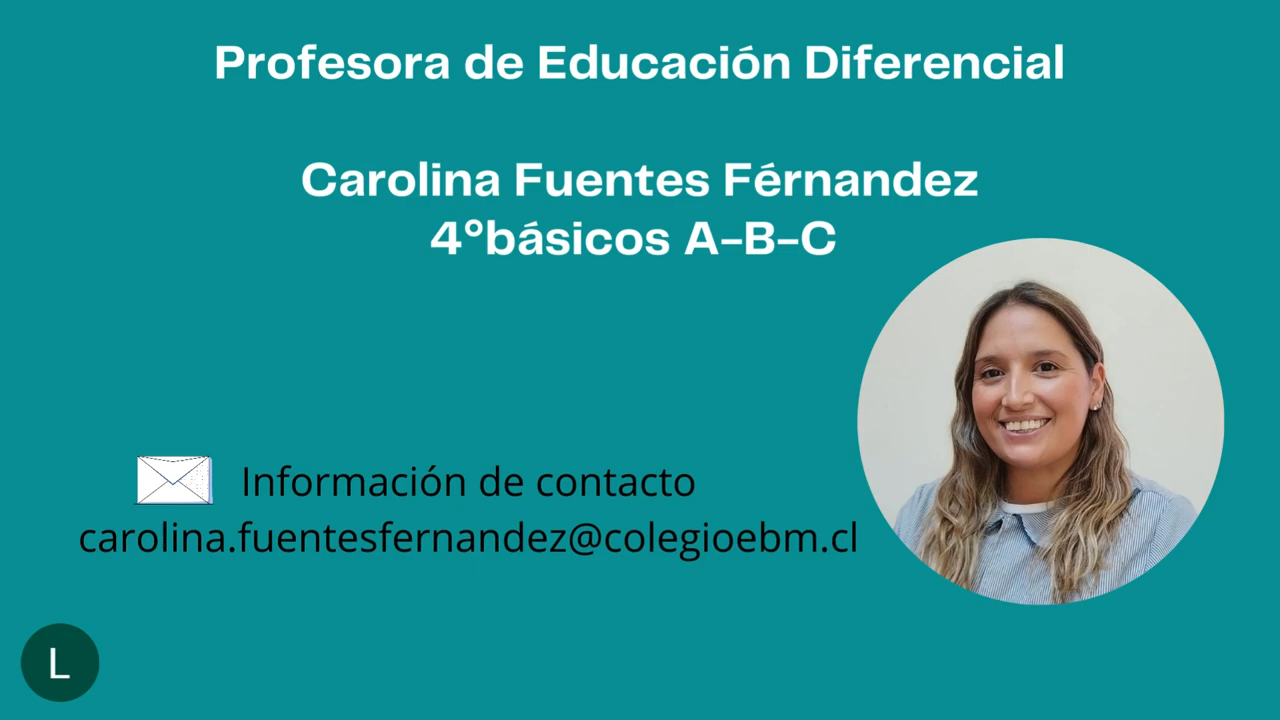 Profesora de Educación Diferencial
Carolina Fuentes Férnandez
4°básicos A-B-C
Información de contacto
carolina.fuentesfernandez@colegioebm.cl
L